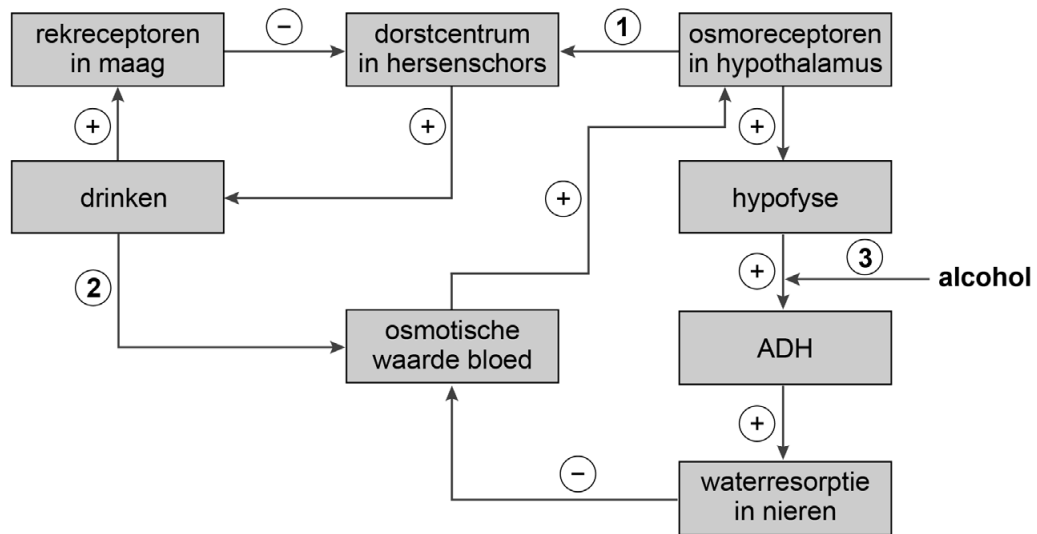 rekreceptoren
in maag
−
dorstcentrum
in hersenschors
1
osmoreceptoren
in hypothalamus
+
+
+
drinken
+
hypofyse
2
+
3
alcohol
osmotische
waarde bloed
ADH
+
−
waterresorptie
in nieren